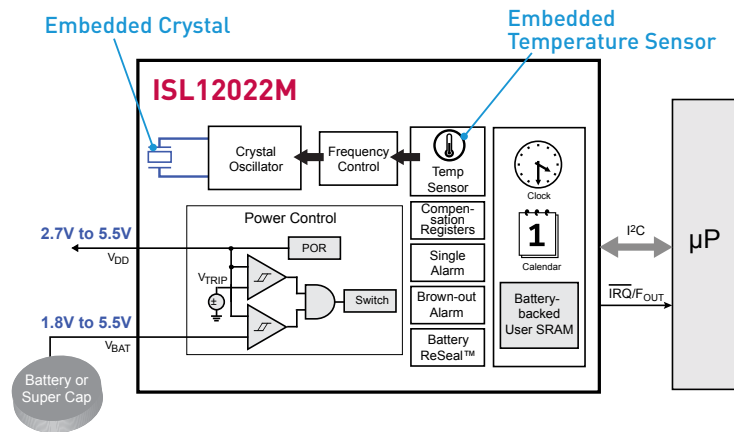 Embedded Crystal
Embedded
Temperature Sensor
ISL12022M
Crystal
Oscillator
Frequency
Control
Temp
Sensor
Clock
Compen-
sation
Registers
Power Control
POR
2.7V to 5.5V
VDD
VTRIP
Switch
Single
Alarm
1
Calendar
I²C
µP
1.8V to 5.5V
VBAT
Brown-out
Alarm
Battery-
backed
User SRAM
IRQ/FOUT
Battery
ReSeal™
Battery or
Super Cap